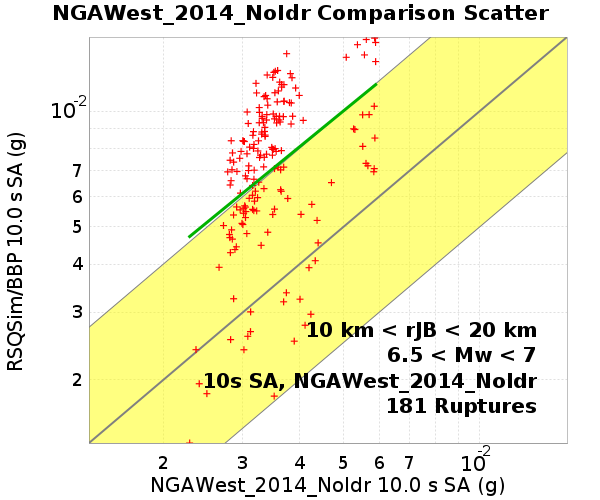 NGAWest_2014_NoIdr Comparison Scatter
RSQSim/BBP 10.0 s SA (g)
10^-2
7
6
5
4
3
2
10 km < rJB < 20 km
6.5 < Mw < 7
10s SA, NGAWest_2014_NoIdr
181 Ruptures
2 3 4 5 6 7 10^-2
NGAWest_2014_NoIdr 10.0 s SA (g)